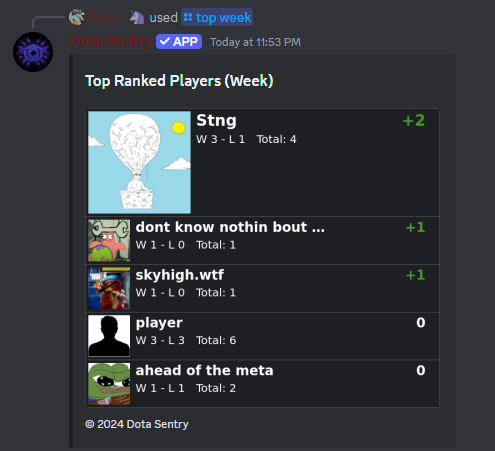 used top week
Dota Sentry ✓ APP Today at 11:53 PM
Top Ranked Players (Week)
Stng +2
W 3 - L 1 Total: 4
dont know nothin bout ... +1
W 1 - L 0 Total: 1
skyhigh.wtf +1
W 1 - L 0 Total: 1
player 0
W 3 - L 3 Total: 6
ahead of the meta 0
W 1 - L 1 Total: 2
© 2024 Dota Sentry